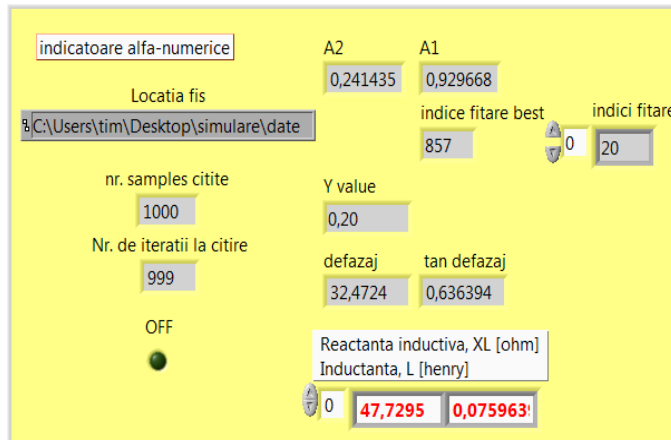 indicatoare alfa-numerice
A2 A1
0,241435 0,929668
Locatia fis
C:\Users\tim\Desktop\simulare\date
indice fitare best indici fitare
857 0 20
nr. samples citite
1000
Y value
0,20
Nr. de iteratii la citire
999
defazaj tan defazaj
32,4724 0,636394
OFF
Reactanta inductiva, XL [ohm]
Inductanta, L [henry]
0 47,7295